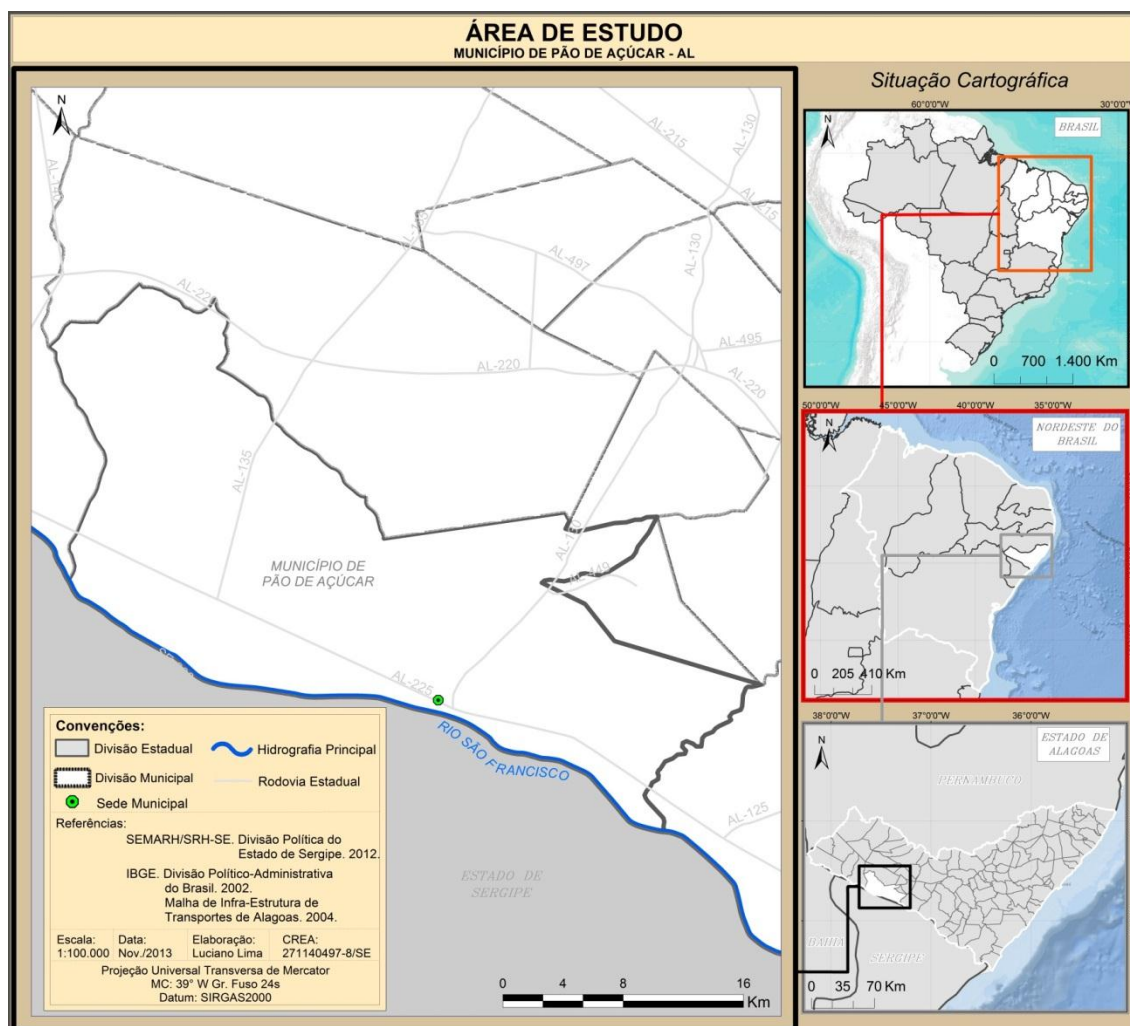 ÁREA DE ESTUDO
MUNICÍPIO DE PÃO DE AÇÚCAR - AL
N
AL-130
AL-215
AL-215
AL-130
AL-497
AL-220
AL-495
AL-220
AL-135
AL-225
AL-125
MUNICÍPIO DE
PÃO DE AÇÚCAR
RIO SÃO FRANCISCO
ESTADO DE
SERGIPE
Convenções:
Divisão Estadual
Hidrografia Principal
Divisão Municipal
Rodovia Estadual
Sede Municipal
Referências:
SEMARH/SRH-SE. Divisão Política do
Estado de Sergipe. 2012.
IBGE. Divisão Político-Administrativa
do Brasil. 2002.
Malha de Infra-Estrutura de
Transportes de Alagoas. 2004.
Escala: Data: Elaboração: CREA:
1:100.000 Nov./2013 Luciano Lima 271140497-8/SE
Projeção Universal Transversa de Mercator
MC: 39° W Gr. Fuso 24s
Datum: SIRGAS2000
0 4 8 16
Km
Situação Cartográfica
60°0'0"W 30°0'0"W
N
BRASIL
0 700 1.400 Km
50°0'0"W 45°0'0"W 40°0'0"W 35°0'0"W
N
NORDESTE DO
BRASIL
0 205 410 Km
38°0'0"W 37°0'0"W 36°0'0"W
N
ESTADO DE
ALAGOAS
PERNAMBUCO
BAHIA
SERGIPE
0 35 70 Km